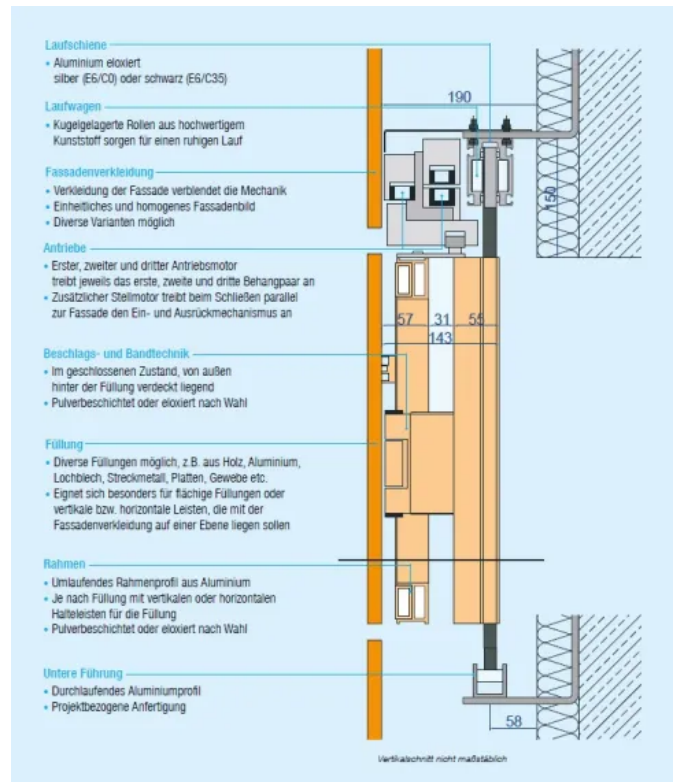 Laufschiene
• Aluminium eloxiert
silber (E6/C0) oder schwarz (E6/C35)
Laufwagen
• Kugelgelagerte Rollen aus hochwertigem
Kunststoff sorgen für einen ruhigen Lauf
Fassadenverkleidung
• Verkleidung der Fassade verblendet die Mechanik
• Einheitliches und homogenes Fassadenbild
• Diverse Varianten möglich
Antriebe
• Erster, zweiter und dritter Antriebsmotor
treibt jeweils das erste, zweite und dritte Behangpaar an
• Zusätzlicher Stellmotor treibt beim Schließen parallel
zur Fassade den Ein- und Ausrückmechanismus an
Beschlags- und Bandtechnik
• Im geschlossenen Zustand, von außen
hinter der Füllung verdeckt liegend
• Pulverbeschichtet oder eloxiert nach Wahl
Füllung
• Diverse Füllungen möglich, z.B. aus Holz, Aluminium,
Lochblech, Streckmetall, Platten, Gewebe etc.
• Eignet sich besonders für flächige Füllungen oder
vertikale bzw. horizontale Leisten, die mit der
Fassadenverkleidung auf einer Ebene liegen sollen
Rahmen
• Umlaufendes Rahmenprofil aus Aluminium
• Je nach Füllung mit vertikalen oder horizontalen
Halteleisten für die Füllung
• Pulverbeschichtet oder eloxiert nach Wahl
Untere Führung
• Durchlaufendes Aluminiumprofil
• Projektbezogene Anfertigung
190
150
57 31 55
143
58
Vertikalschnitt nicht maßstäblich